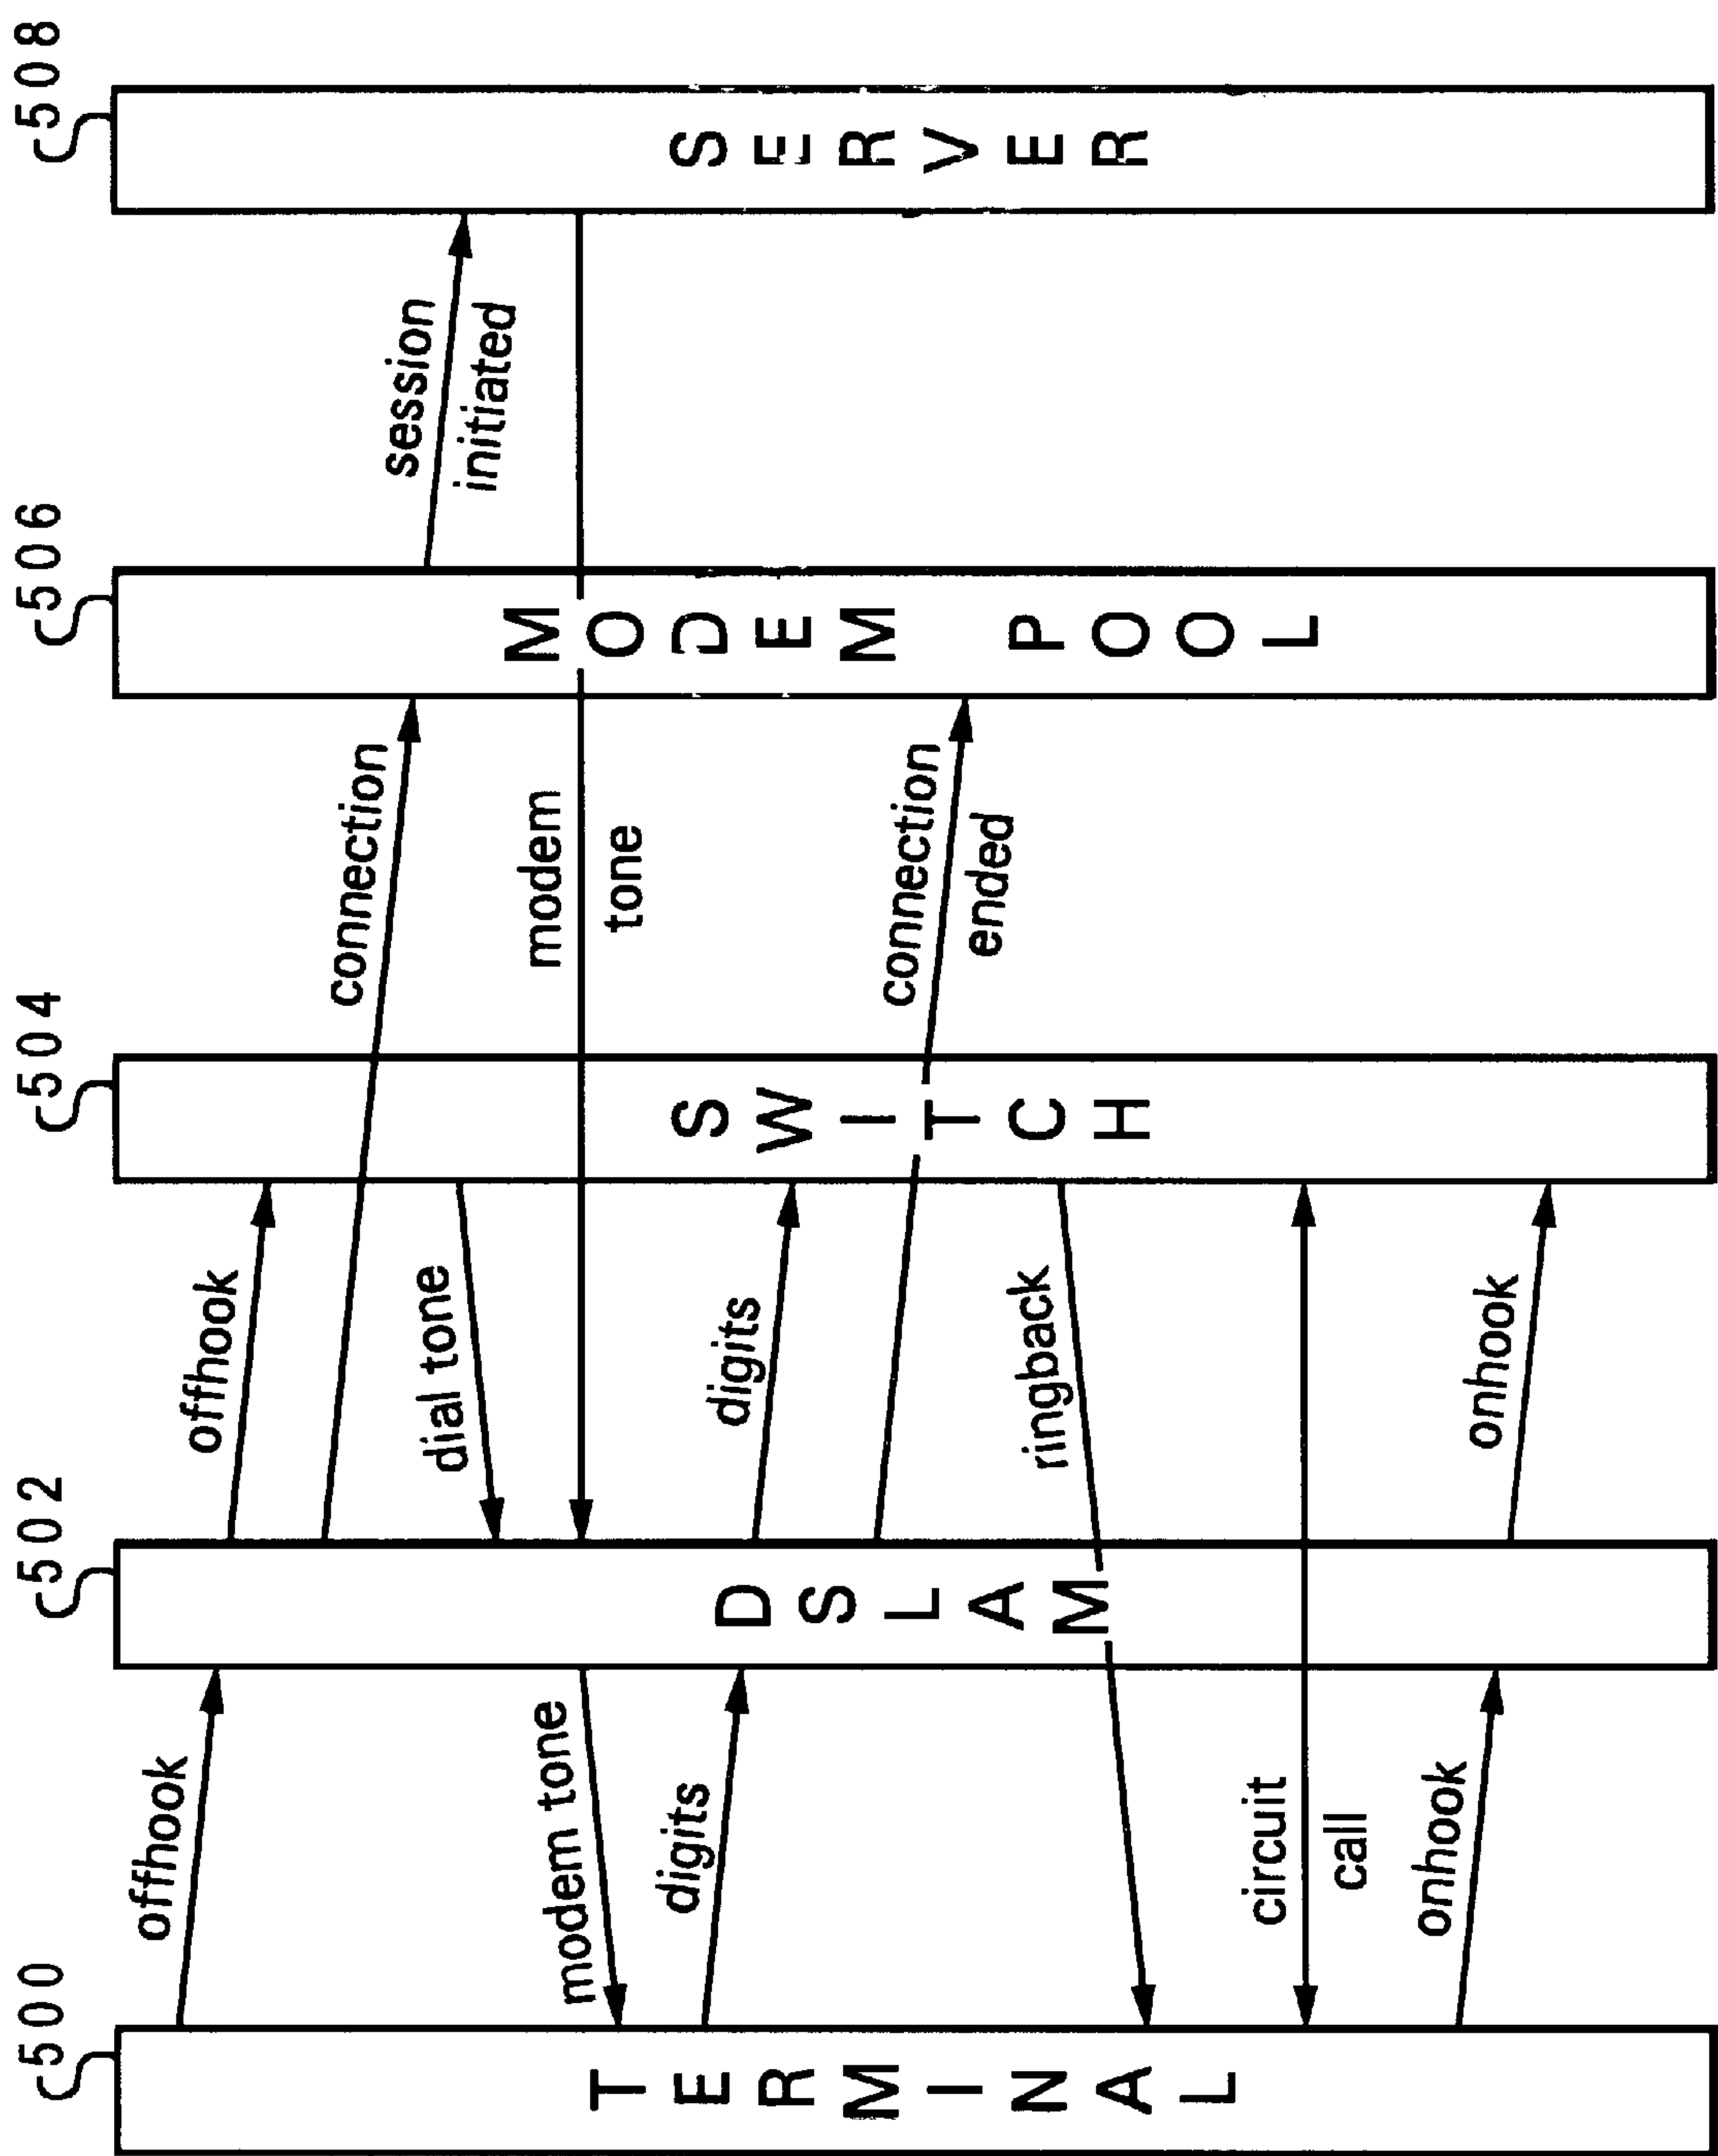 500
502
504
506
508
TERMINAL
DSLAM
SWITCH
MODEM POOL
SERVER
offhook
offhook
connection
session
initiated
dial tone
modem
tone
modem tone
digits
digits
connection
ended
ringback
circuit
call
onhook
onhook